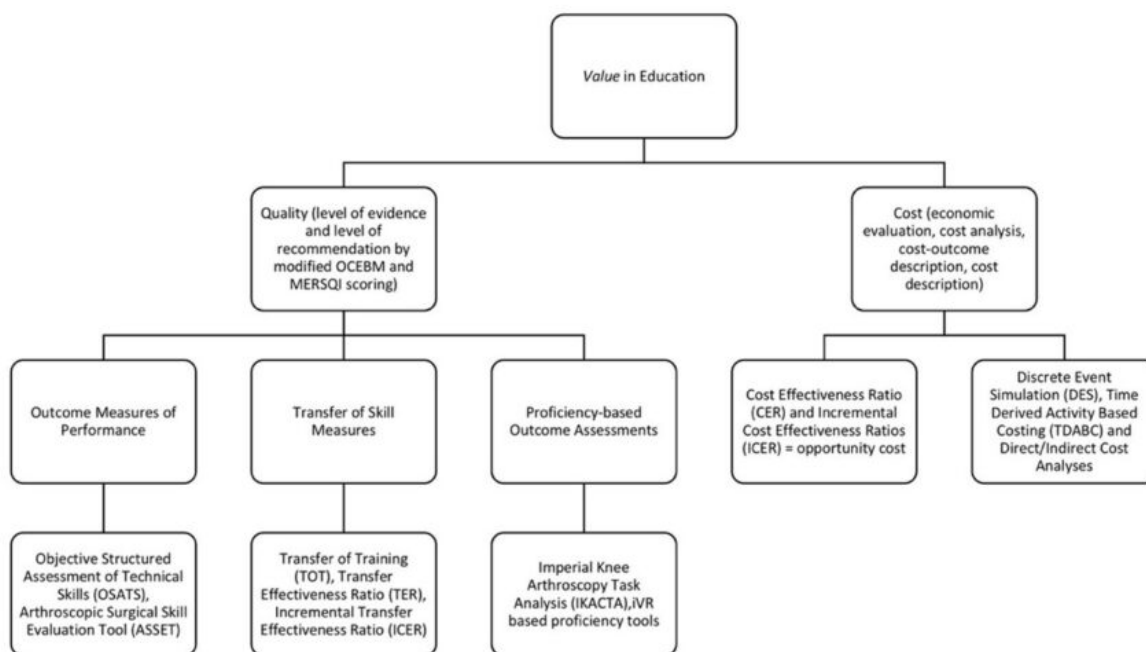 Value in Education
Quality (level of evidence
and level of
recommendation by
modified OCEBM and
MERSQI scoring)
Cost (economic
evaluation, cost analysis,
cost-outcome
description, cost
description)
Outcome Measures of
Performance
Transfer of Skill
Measures
Proficiency-based
Outcome Assessments
Cost Effectiveness Ratio
(CER) and Incremental
Cost Effectiveness Ratios
(ICER) = opportunity cost
Discrete Event
Simulation (DES), Time
Derived Activity Based
Costing (TDABC) and
Direct/Indirect Cost
Analyses
Objective Structured
Assessment of Technical
Skills (OSATS),
Arthroscopic Surgical Skill
Evaluation Tool (ASSET)
Transfer of Training
(TOT), Transfer
Effectiveness Ratio (TER),
Incremental Transfer
Effectiveness Ratio (ICER)
Imperial Knee
Arthroscopy Task
Analysis (IKACTA),iVR
based proficiency tools